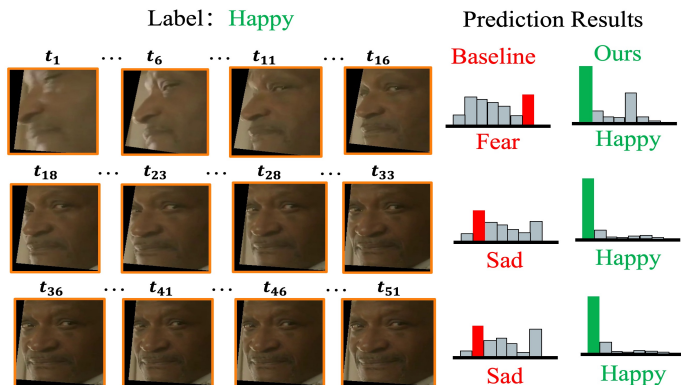 Label: Happy
Prediction Results
t1 ... t6 ... t11 ... t16
Baseline
Ours
Fear
Happy
t18 ... t23 ... t28 ... t33
Sad
Happy
t36 ... t41 ... t46 ... t51
Sad
Happy